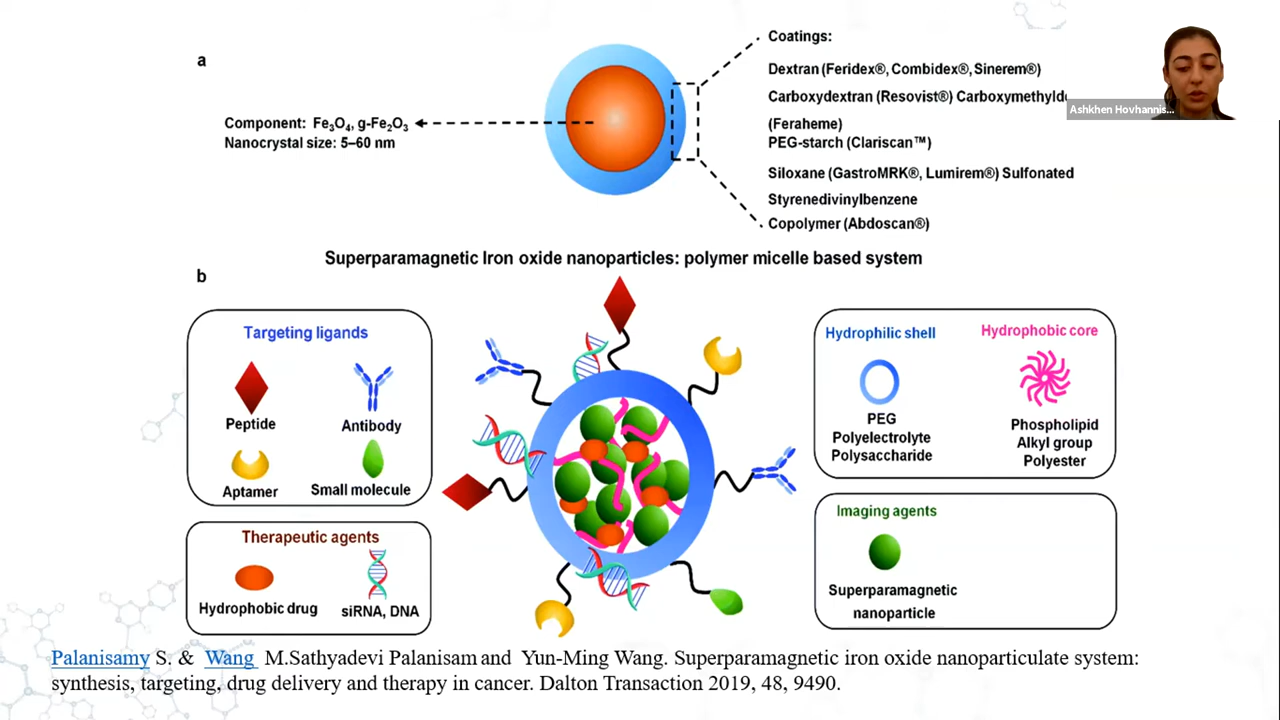 a
Coatings:
Dextran (Feridex®, Combidex®, Sinerem®)
Carboxydextran (Resovist®)
Ashkhen Hovhannis...
(Feraheme)
PEG-starch (Clariscan™)
Siloxane (GastroMRK®, Lumirem®) Sulfonated
Styrenedivinylbenzene
Copolymer (Abdoscan®)
Component: Fe₃O₄, g-Fe₂O₃
Nanocrystal size: 5–60 nm
Superparamagnetic Iron oxide nanoparticles: polymer micelle based system
b
Targeting ligands
Peptide
Antibody
Aptamer
Small molecule
Therapeutic agents
Hydrophobic drug
siRNA, DNA
Hydrophilic shell
PEG
Polyelectrolyte
Polysaccharide
Hydrophobic core
Phospholipid
Alkyl group
Polyester
Imaging agents
Superparamagnetic
nanoparticle
Palanisamy S. & Wang M.Sathyadevi Palanisam and Yun-Ming Wang. Superparamagnetic iron oxide nanoparticulate system:
synthesis, targeting, drug delivery and therapy in cancer. Dalton Transaction 2019, 48, 9490.